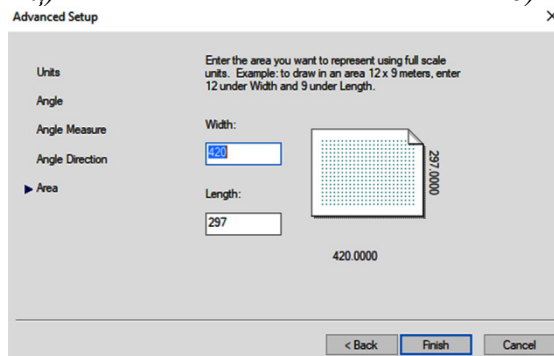 Advanced Setup
Units
Angle
Angle Measure
Angle Direction
Area
Enter the area you want to represent using full scale
units. Example: to draw in an area 12 x 9 meters, enter
12 under Width and 9 under Length.
Width:
420
Length:
297
297.0000
420.0000
< Back
Finish
Cancel